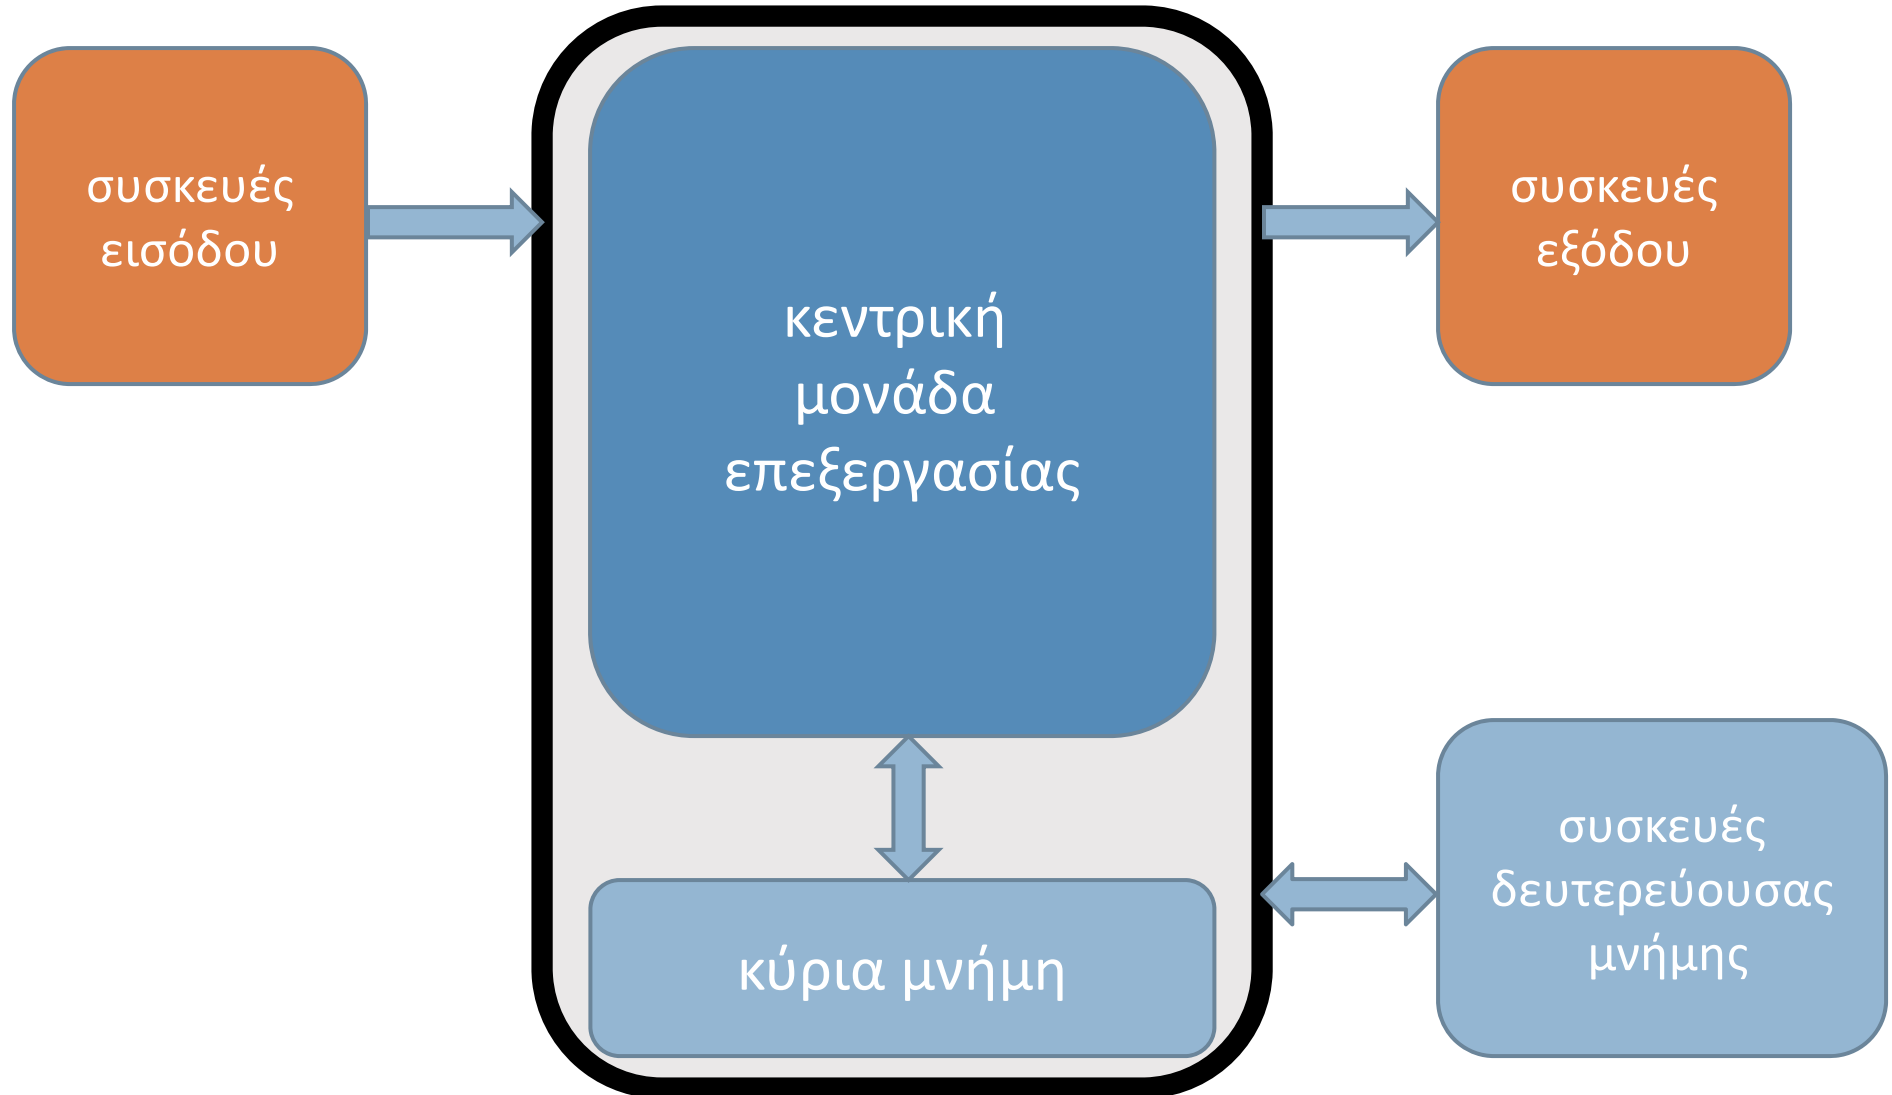 συσκευές
εισόδου
κεντρική
μονάδα
επεξεργασίας
συσκευές
εξόδου
κύρια μνήμη
συσκευές
δευτερεύουσας
μνήμης